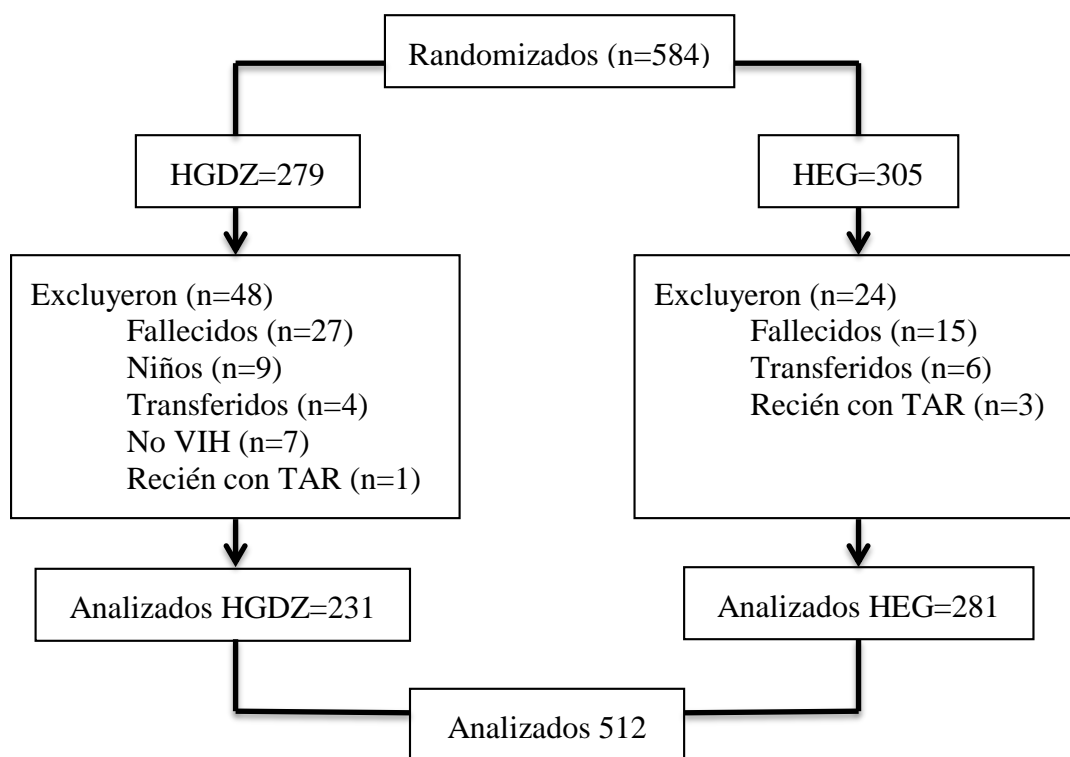 Randomizados (n=584)
HGDZ=279
HEG=305
Excluyeron (n=48)
Fallecidos (n=27)
Niños (n=9)
Transferidos (n=4)
No VIH (n=7)
Recién con TAR (n=1)
Excluyeron (n=24)
Fallecidos (n=15)
Transferidos (n=6)
Recién con TAR (n=3)
Analizados HGDZ=231
Analizados HEG=281
Analizados 512